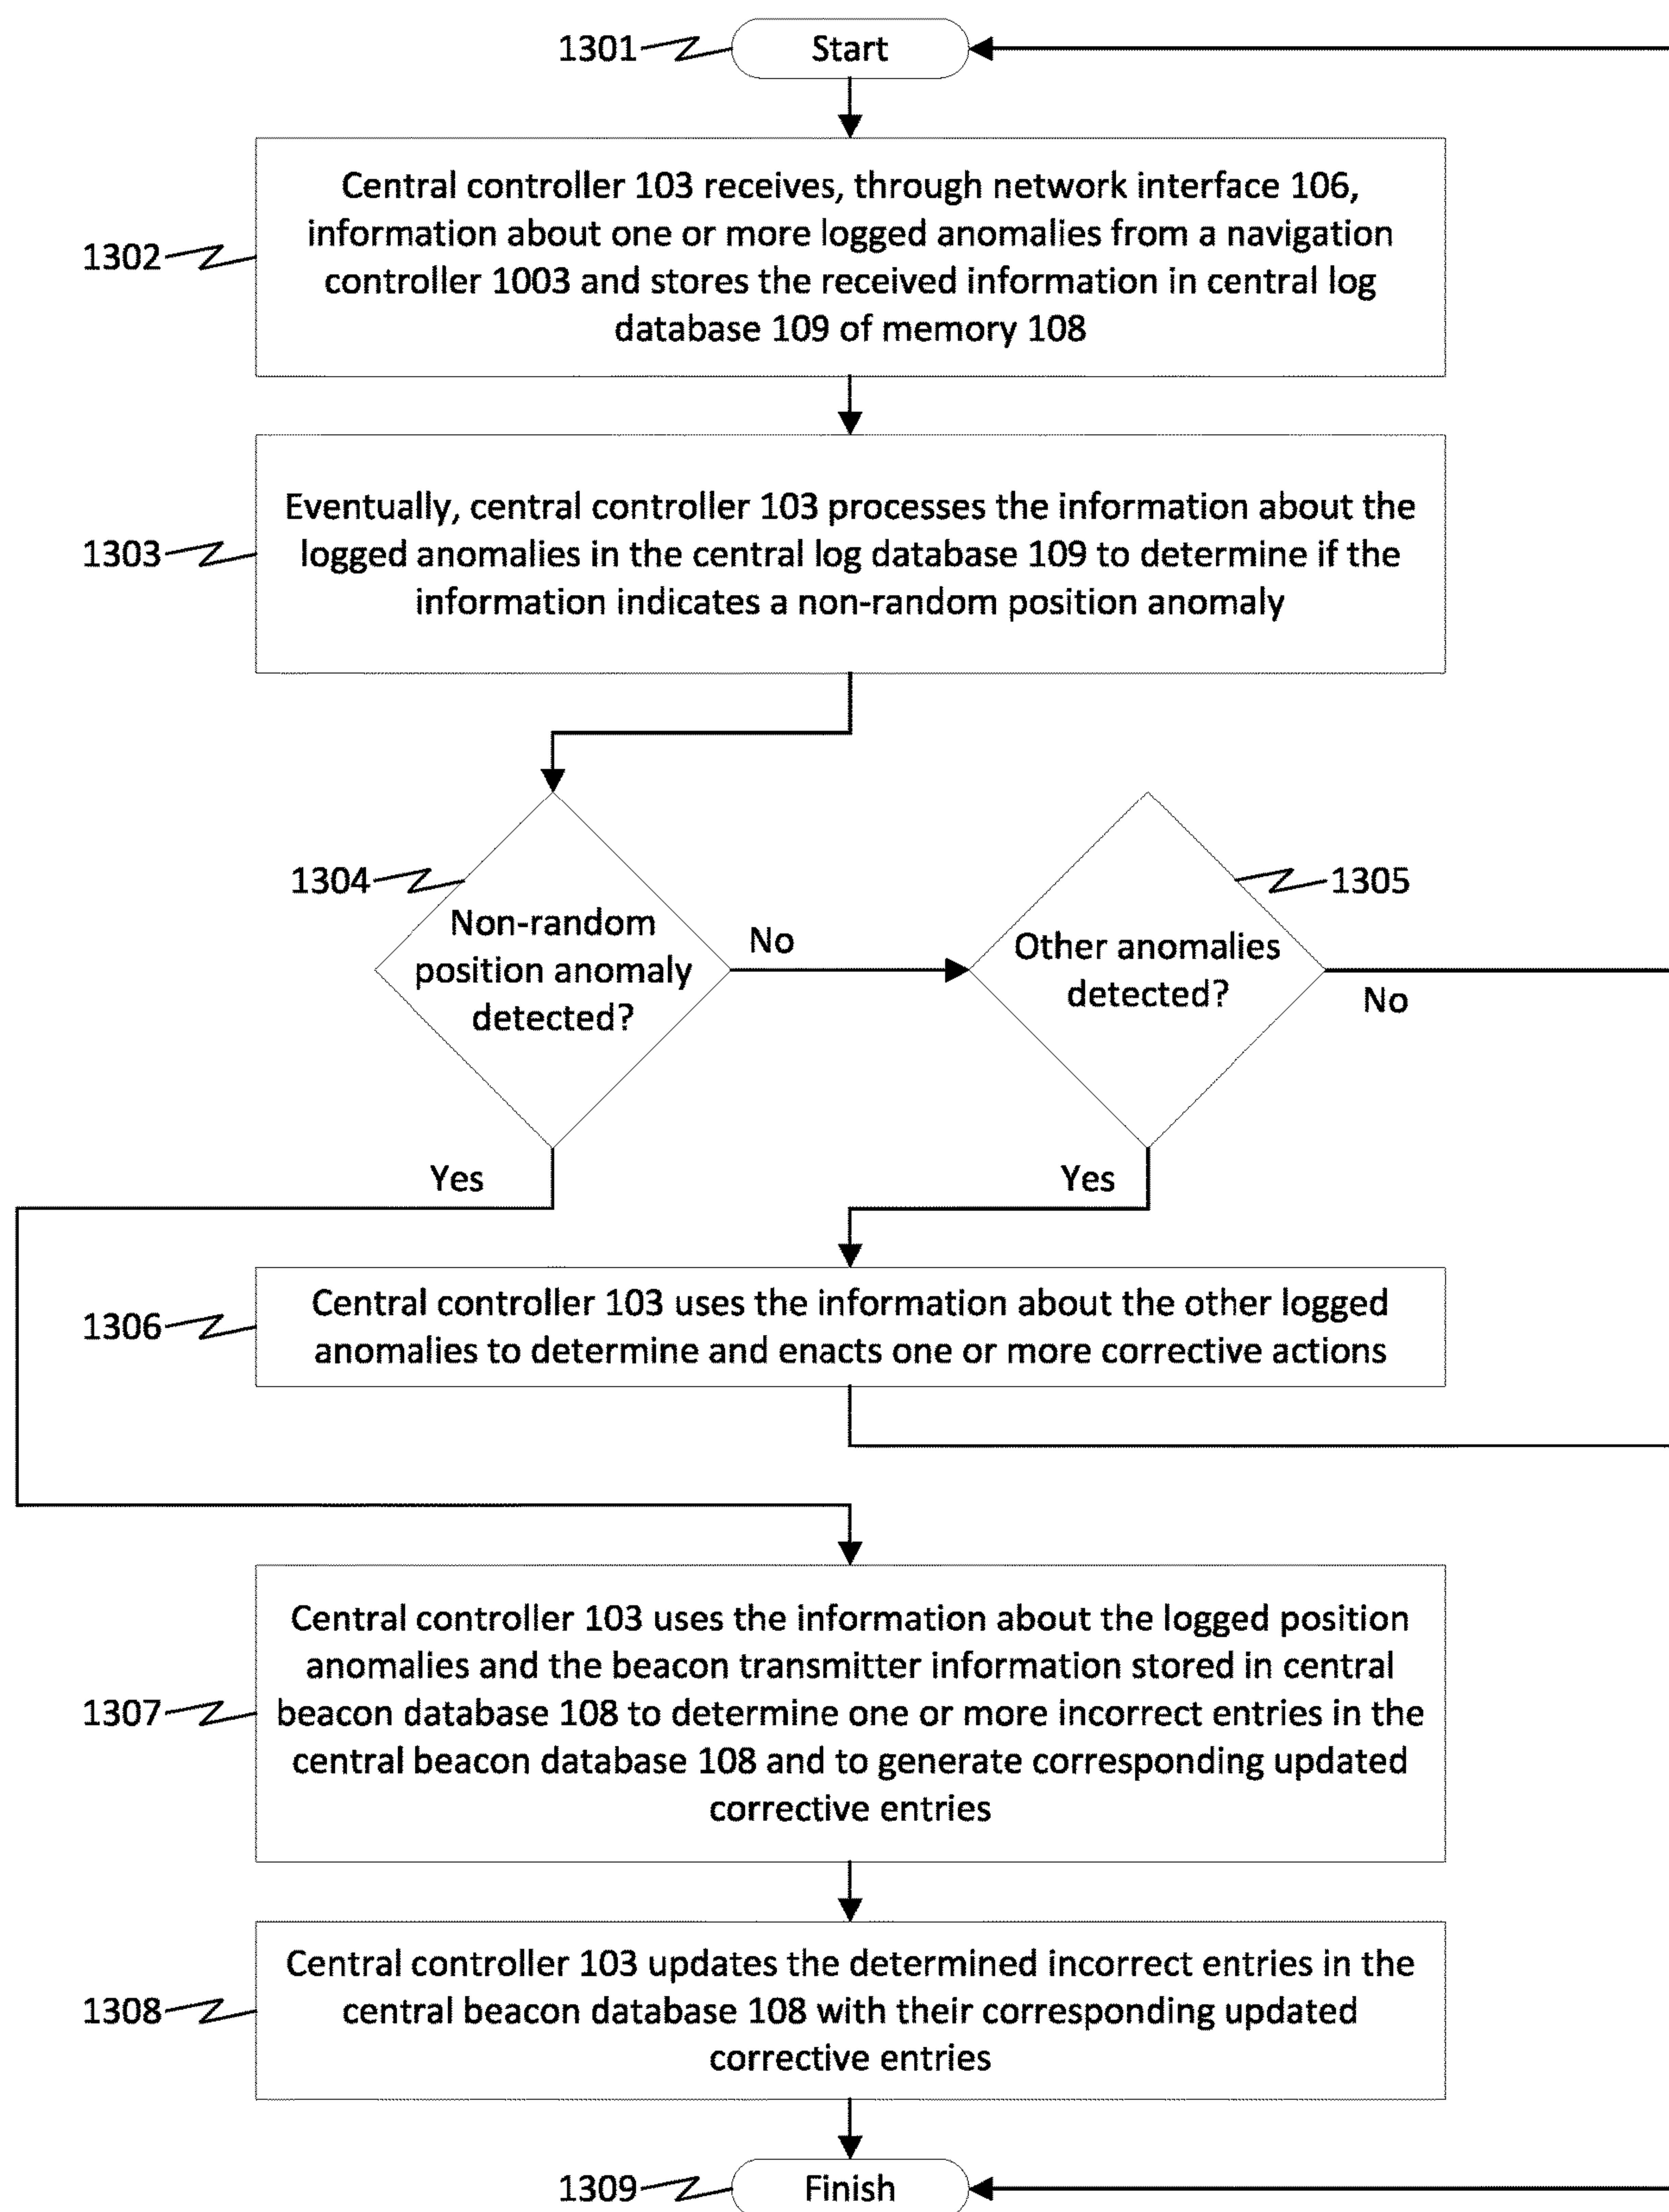 1301
Start
Central controller 103 receives, through network interface 106,
information about one or more logged anomalies from a navigation
controller 1003 and stores the received information in central log
database 109 of memory 108
1302
Eventually, central controller 103 processes the information about the
logged anomalies in the central log database 109 to determine if the
information indicates a non-random position anomaly
1303
1304
Non-random
position anomaly
detected?
No
1305
Other anomalies
detected?
No
Yes
Yes
Central controller 103 uses the information about the other logged
anomalies to determine and enacts one or more corrective actions
1306
Central controller 103 uses the information about the logged position
anomalies and the beacon transmitter information stored in central
beacon database 108 to determine one or more incorrect entries in the
central beacon database 108 and to generate corresponding updated
corrective entries
1307
Central controller 103 updates the determined incorrect entries in the
central beacon database 108 with their corresponding updated
corrective entries
1308
1309
Finish